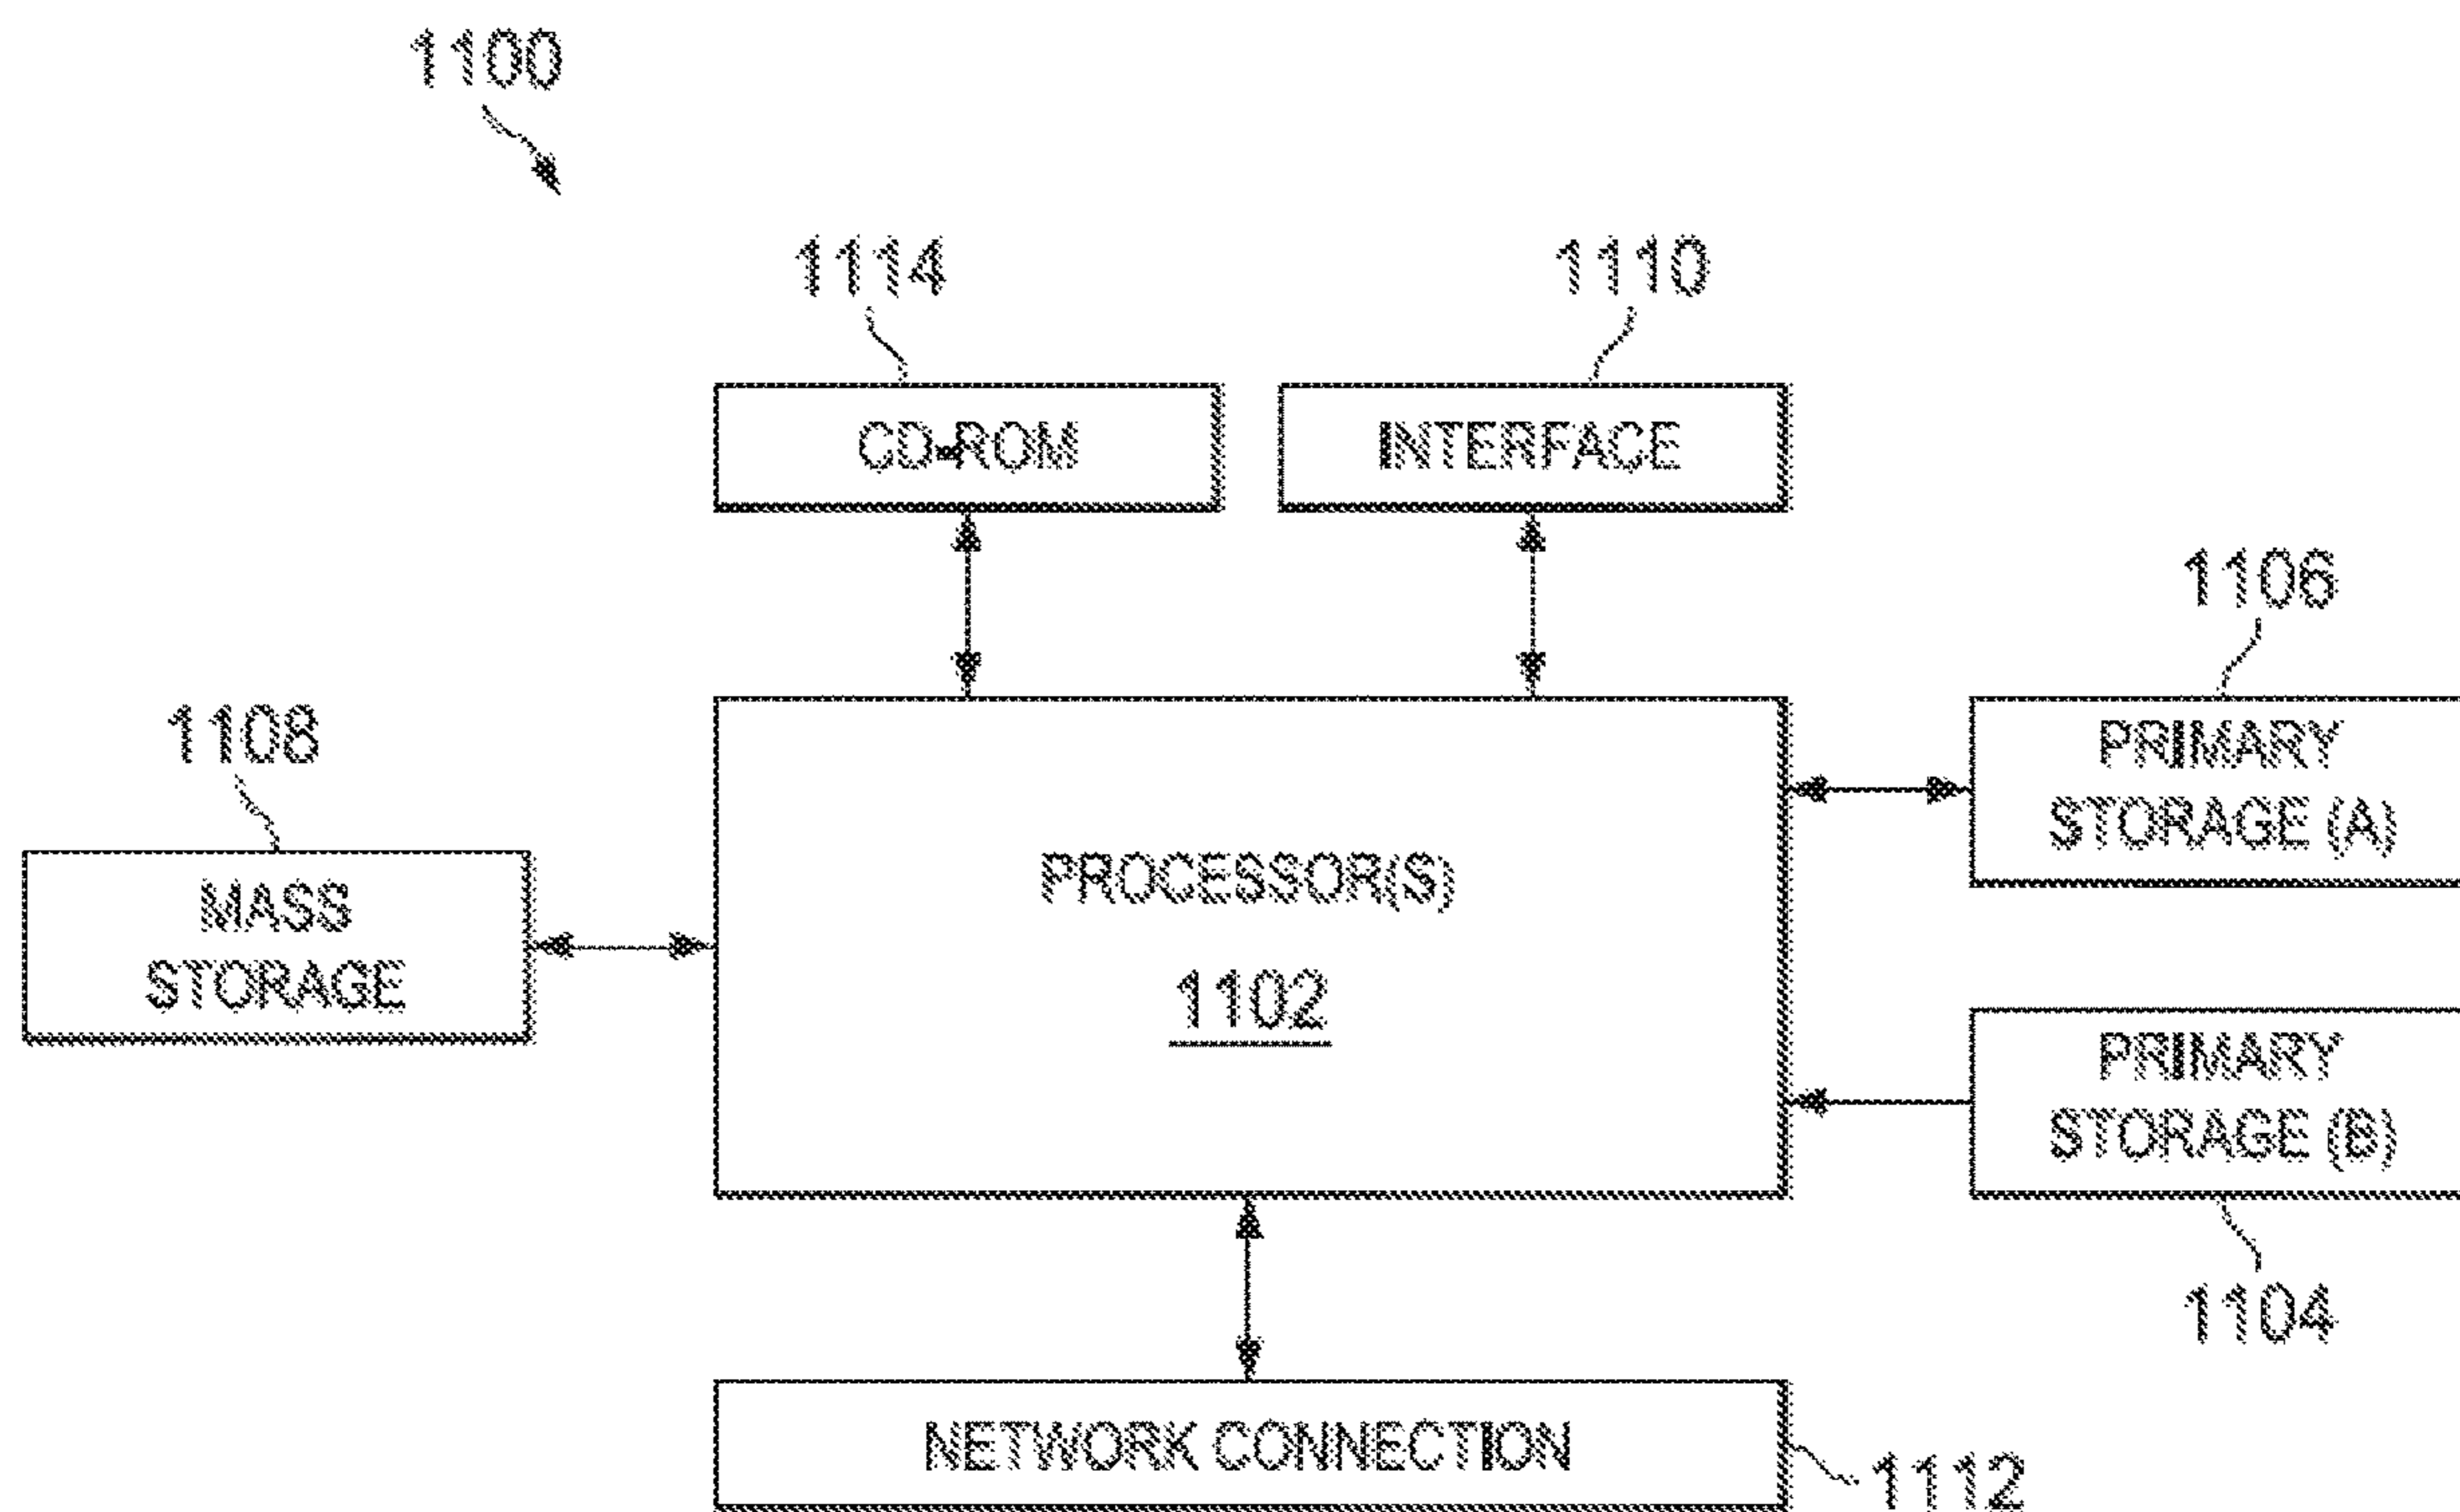 1100
1114
1110
CD-ROM
INTERFACE
1106
1108
PRIMARY
STORAGE (A)
MASS
STORAGE
PROCESSOR(S)
1102
PRIMARY
STORAGE (B)
1104
NETWORK CONNECTION
1112